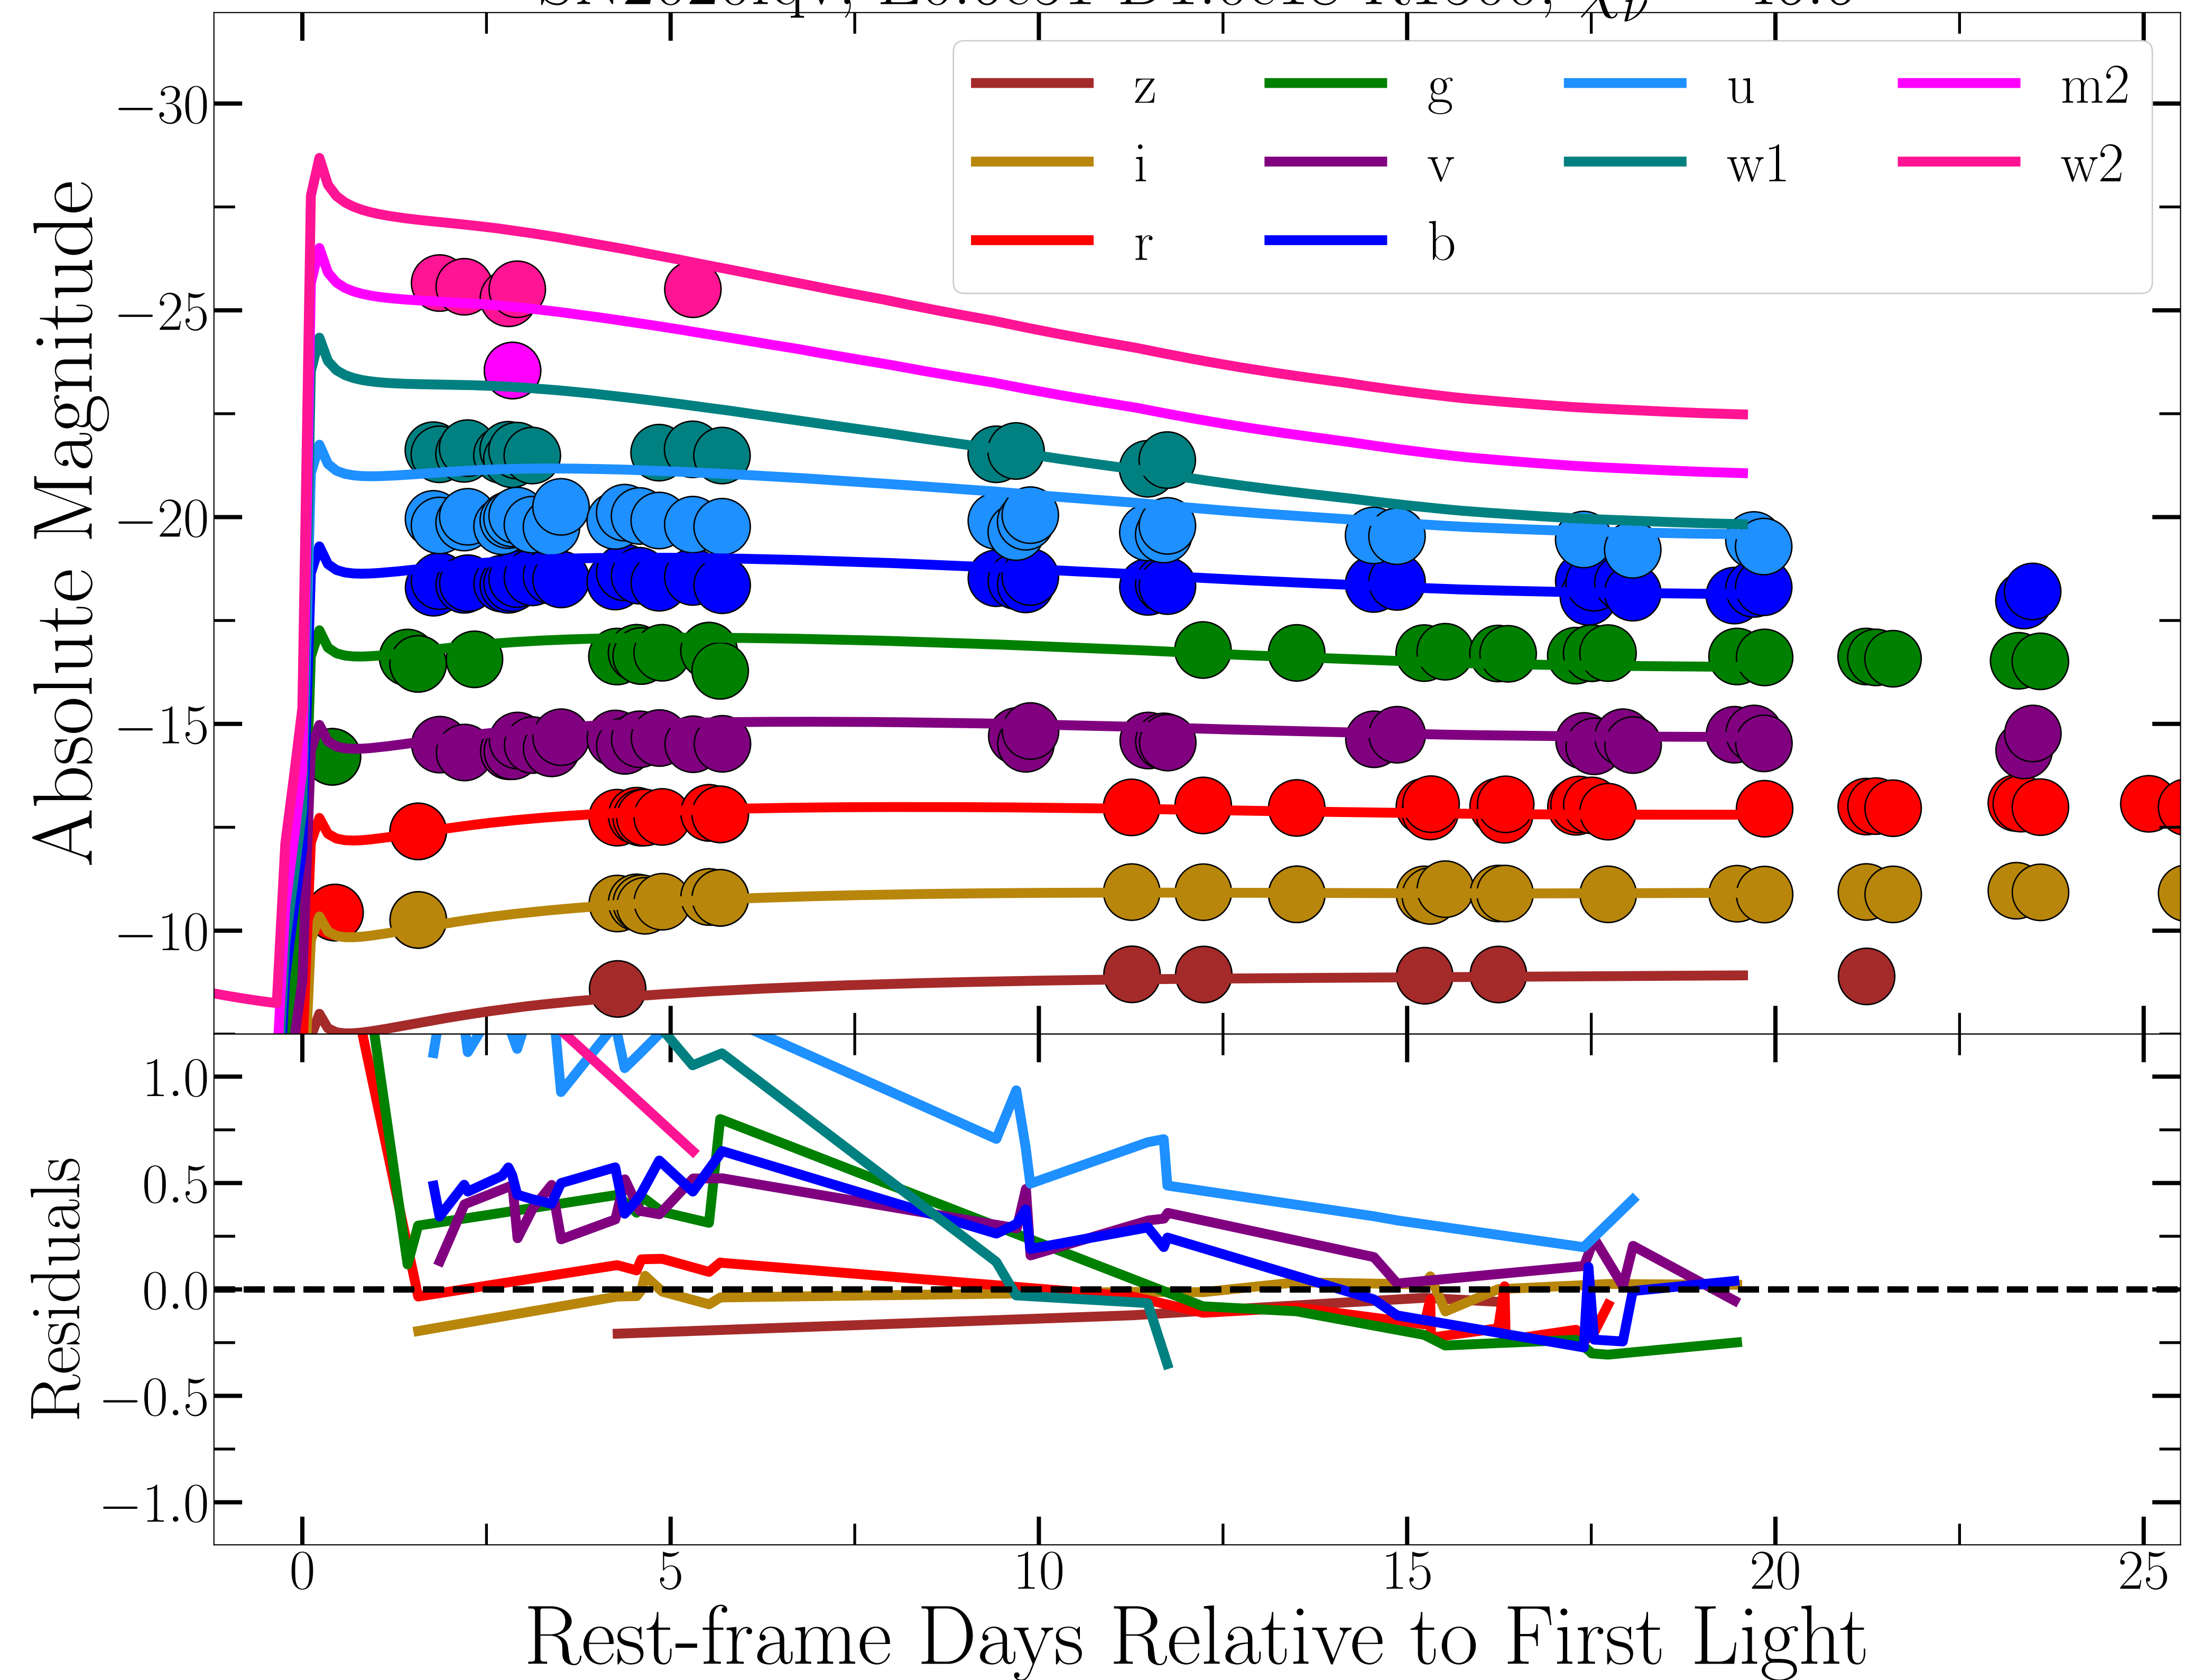 −30
−25
−20
−15
−10
Absolute Magnitude
z g u m2
i v w1 w2
r b
1.0
0.5
0.0
−0.5
−1.0
Residuals
0 5 10 15 20 25
Rest-frame Days Relative to First Light